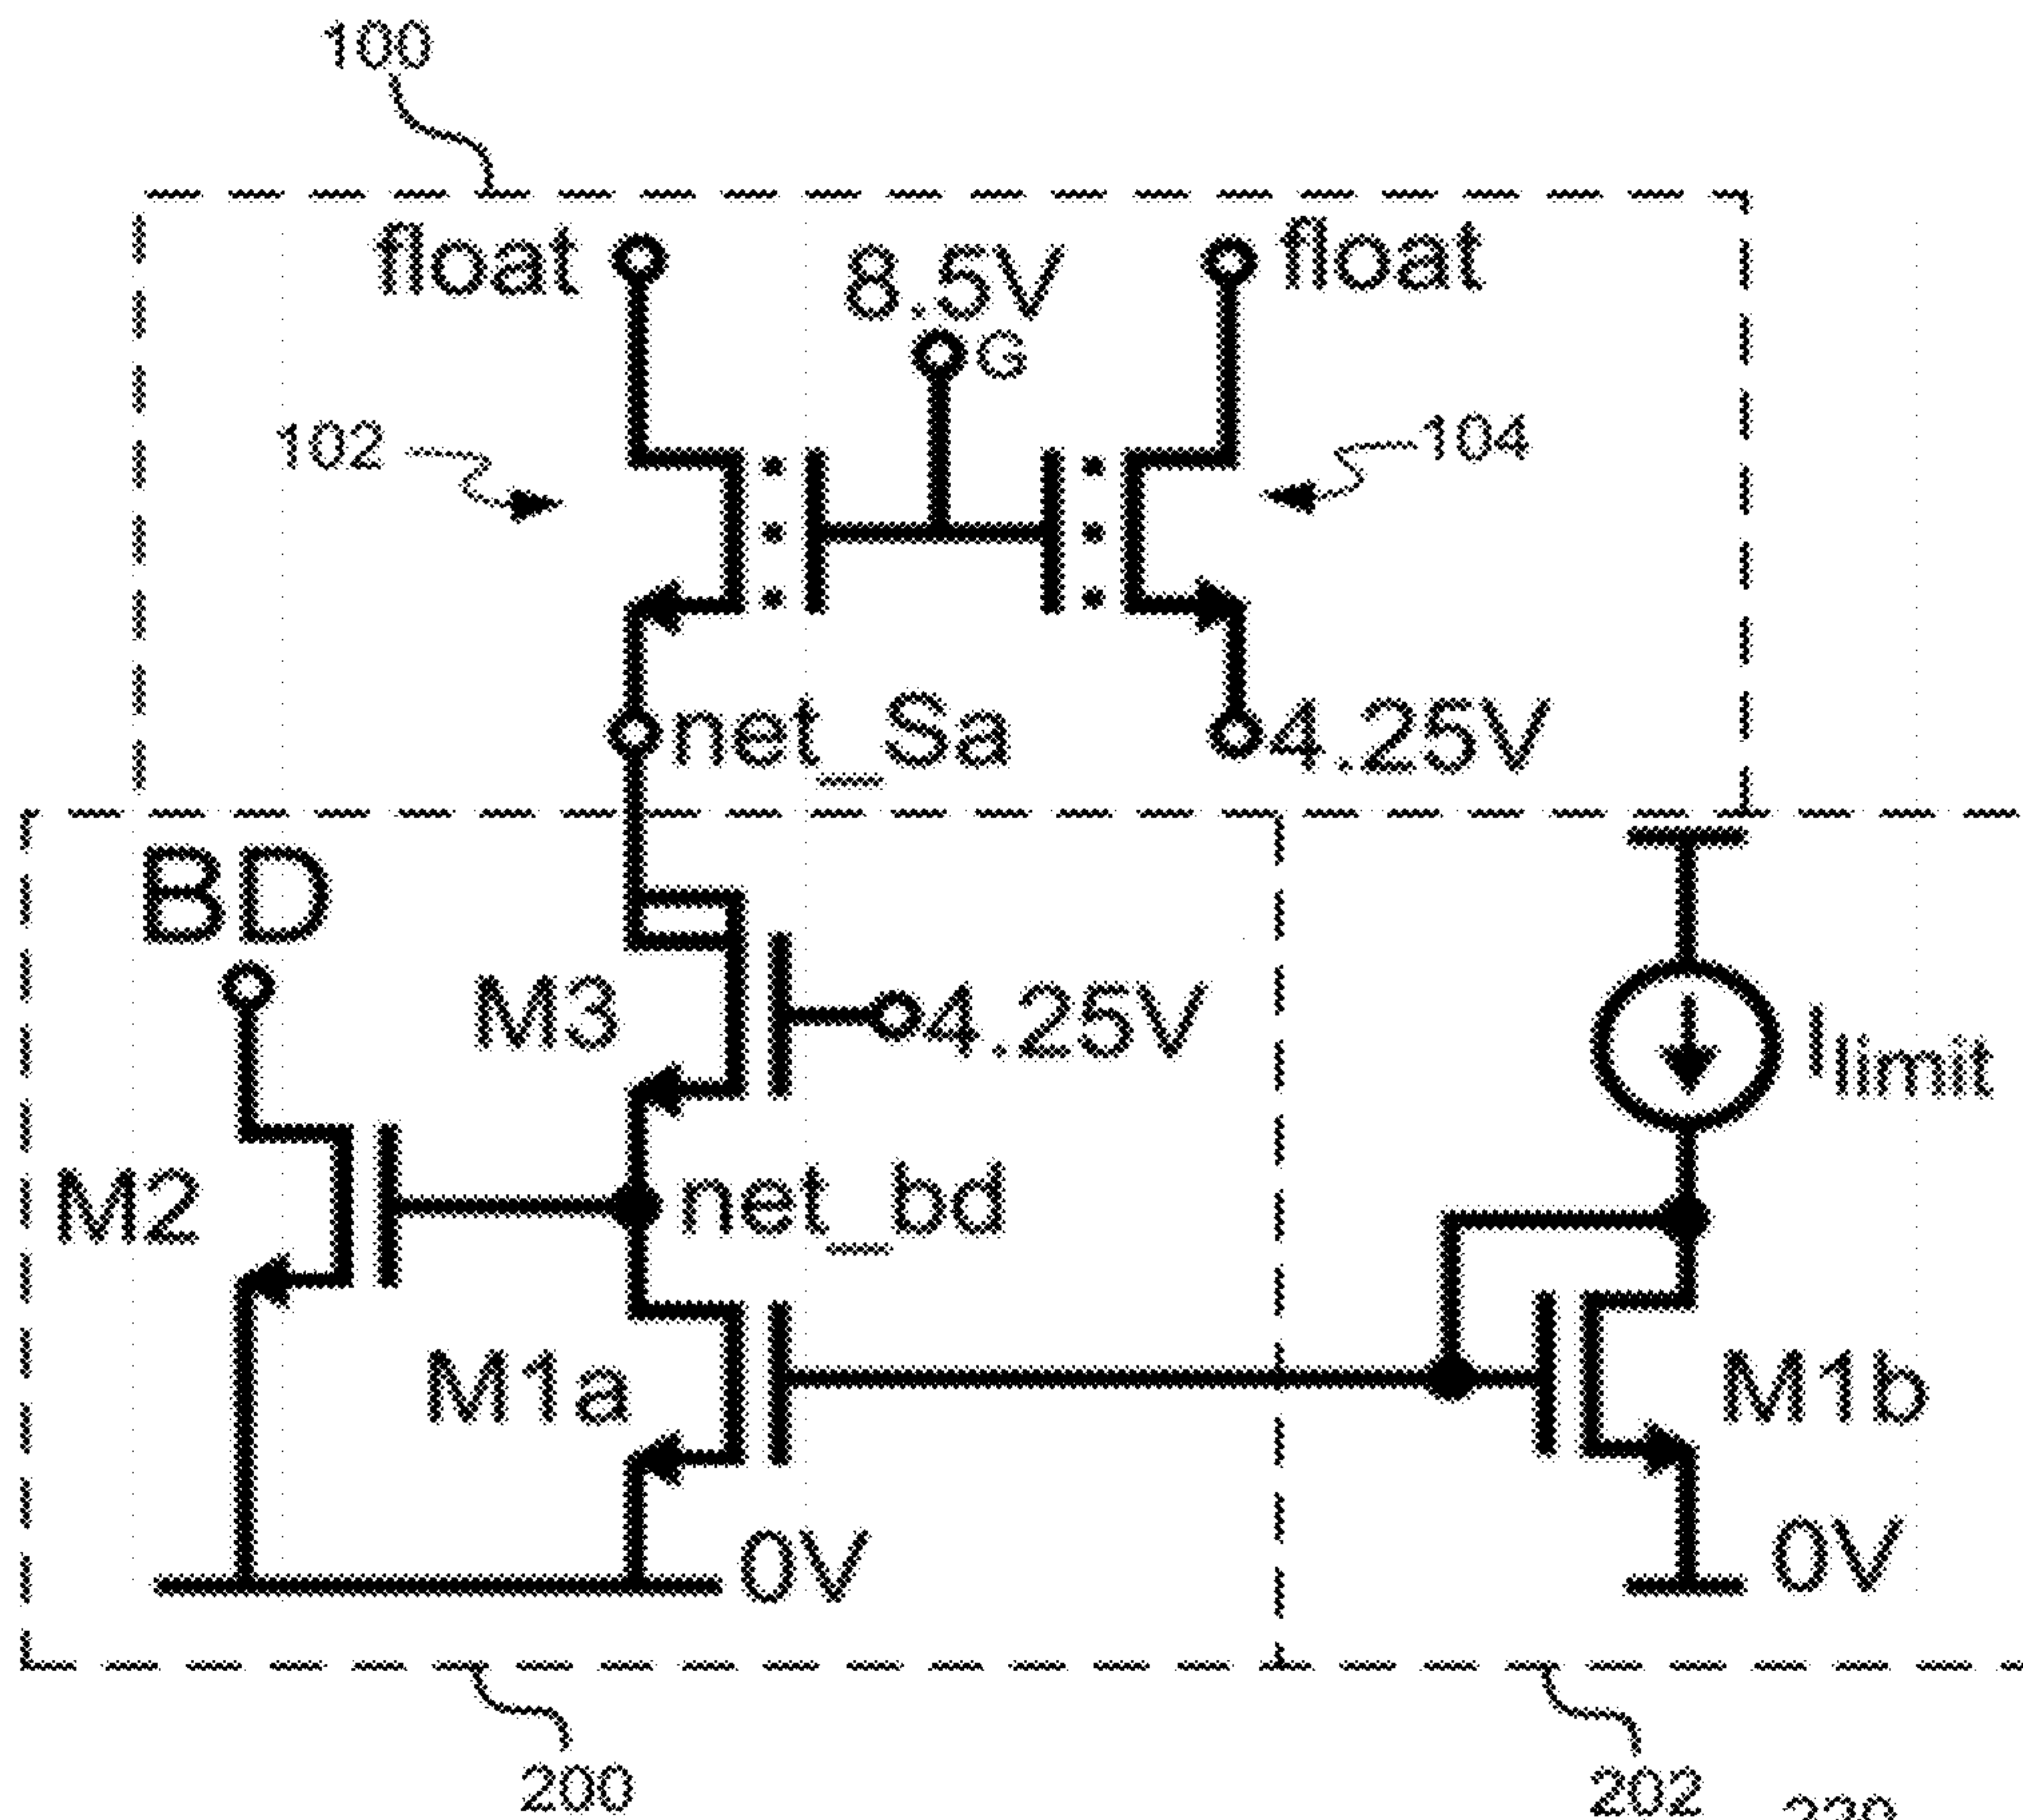 100
float
8.5V
float
G
102
104
net_Sa
4.25V
BD
M3
4.25V
Ilimit
M2
net_bd
M1a
M1b
0V
0V
200
202